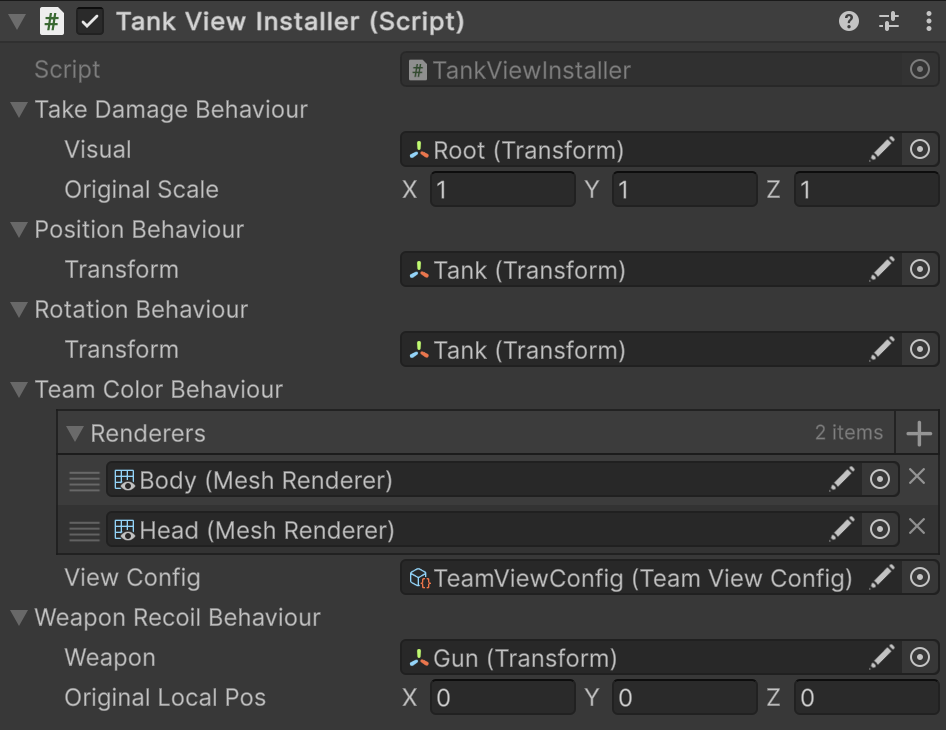 Tank View Installer (Script)
Script TankViewInstaller
Take Damage Behaviour
Visual Root (Transform)
Original Scale X 1 Y 1 Z 1
Position Behaviour
Transform Tank (Transform)
Rotation Behaviour
Transform Tank (Transform)
Team Color Behaviour
Renderers 2 items
Body (Mesh Renderer)
Head (Mesh Renderer)
View Config TeamViewConfig (Team View Config)
Weapon Recoil Behaviour
Weapon Gun (Transform)
Original Local Pos X 0 Y 0 Z 0